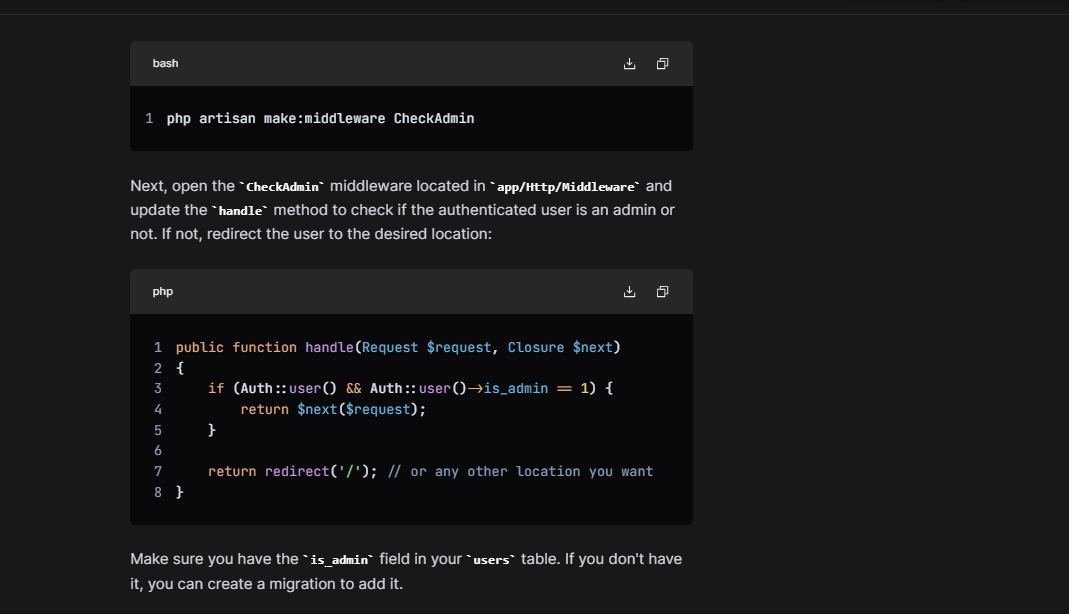 bash
1 php artisan make:middleware CheckAdmin
Next, open the `CheckAdmin` middleware located in `app/Http/Middleware` and
update the `handle` method to check if the authenticated user is an admin or
not. If not, redirect the user to the desired location:
php
1 public function handle(Request $request, Closure $next)
2 {
3     if (Auth::user() && Auth::user()->is_admin == 1) {
4         return $next($request);
5     }
6
7     return redirect('/'); // or any other location you want
8 }
Make sure you have the `is_admin` field in your `users` table. If you don't have
it, you can create a migration to add it.